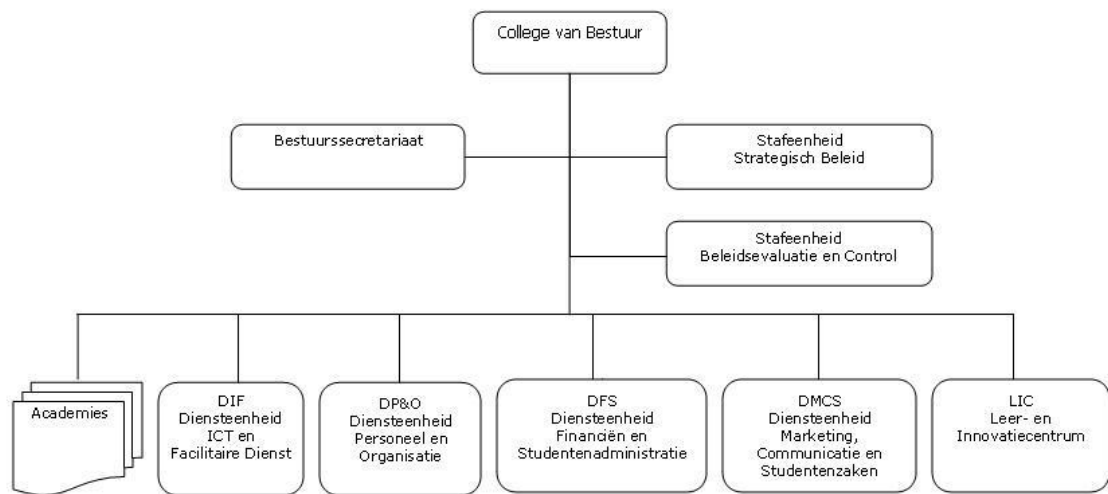 College van Bestuur
Bestuurssecretariaat
Stafeenheid
Strategisch Beleid
Stafeenheid
Beleidsevaluatie en Control
Academies
DIF
Diensteenheid
ICT en
Facilitaire Dienst
DP&O
Diensteenheid
Personeel en
Organisatie
DFS
Diensteenheid
Financiën en
Studentenadministratie
DMCS
Diensteenheid
Marketing,
Communicatie en
Studentenzaken
LIC
Leer- en
Innovatiecentrum